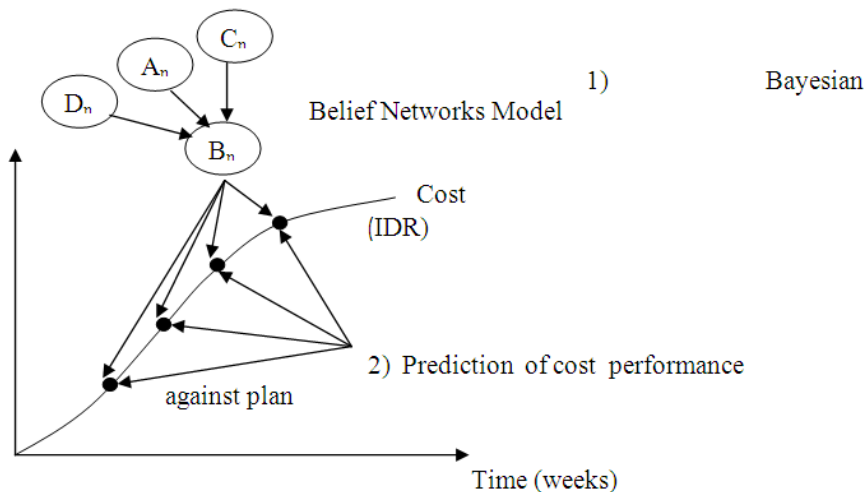 Cₙ
Aₙ
Dₙ
1) Bayesian
Belief Networks Model
Bₙ
Cost
(IDR)
2) Prediction of cost performance
against plan
Time (weeks)